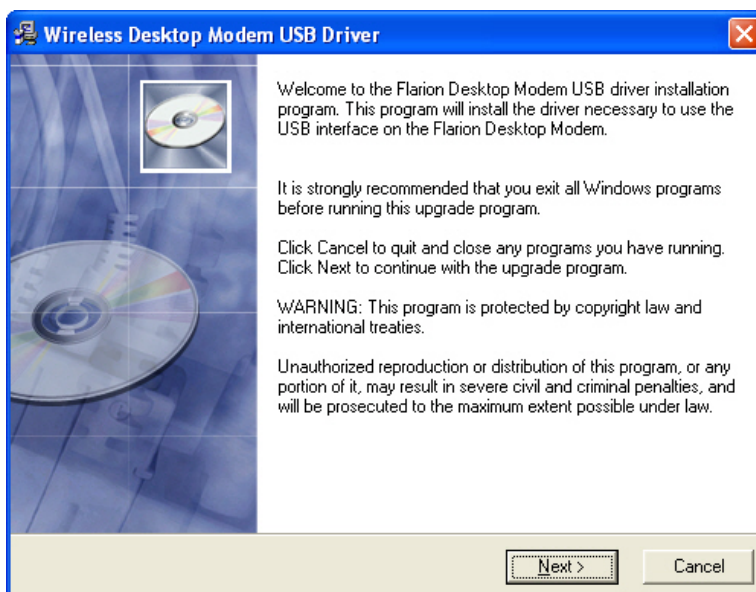 Wireless Desktop Modem USB Driver
Welcome to the Flarion Desktop Modem USB driver installation
program. This program will install the driver necessary to use the
USB interface on the Flarion Desktop Modem.
It is strongly recommended that you exit all Windows programs
before running this upgrade program.
Click Cancel to quit and close any programs you have running.
Click Next to continue with the upgrade program.
WARNING: This program is protected by copyright law and
international treaties.
Unauthorized reproduction or distribution of this program, or any
portion of it, may result in severe civil and criminal penalties, and
will be prosecuted to the maximum extent possible under law.
Next >
Cancel